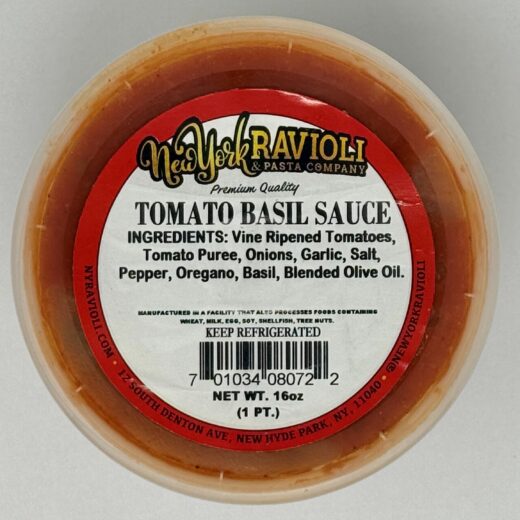 New York RAVIOLI
& PASTA COMPANY
Premium Quality
TOMATO BASIL SAUCE
INGREDIENTS: Vine Ripened Tomatoes,
Tomato Puree, Onions, Garlic, Salt,
Pepper, Oregano, Basil, Blended Olive Oil.
MANUFACTURED IN A FACILITY THAT ALSO PROCESSES FOODS CONTAINING
WHEAT, MILK, EGG, SOY, SHELLFISH, TREE NUTS.
KEEP REFRIGERATED
7 01034 08072 2
NET WT. 16oz
(1 PT.)
NYRAVIOLI.COM • 12 SOUTH DENTON AVE, NEW HYDE PARK, NY, 11040 • @NEWYORKRAVIOLI